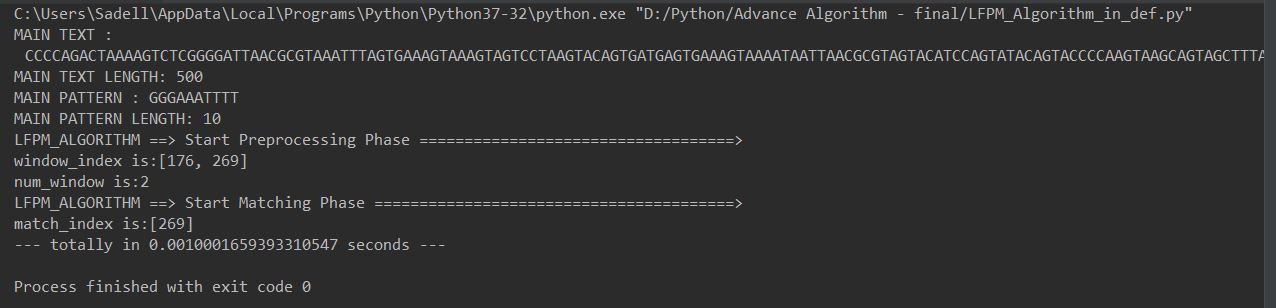 C:\Users\Sadell\AppData\Local\Programs\Python\Python37-32\python.exe "D:/Python/Advance Algorithm - final/LFPM_Algorithm_in_def.py"
MAIN TEXT :
 CCCCAGACTAAAAGTCTCGGGGATTAACGCGTAAATTTAGTGAAAGTAAAGTAGTCCTAAGTACAGTGATGAGTGAAAGTAAAATAATTAACGCGTAGTACATCCAGTATACAGTACCCCAAGTAAGCAGTAGCTTTA
MAIN TEXT LENGTH: 500
MAIN PATTERN : GGGAAATTTT
MAIN PATTERN LENGTH: 10
LFPM_ALGORITHM ==> Start Preprocessing Phase ===================================>
window_index is:[176, 269]
num_window is:2
LFPM_ALGORITHM ==> Start Matching Phase ========================================>
match_index is:[269]
--- totally in 0.0010001659393310547 seconds ---
Process finished with exit code 0